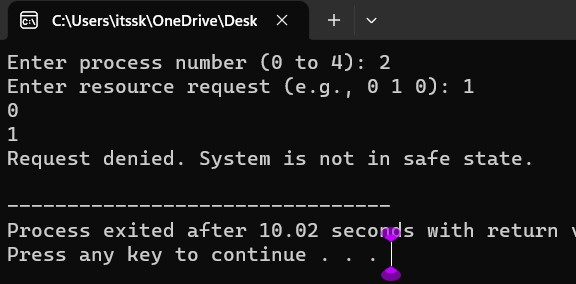 C:\Users\itssk\OneDrive\Desk
Enter process number (0 to 4): 2
Enter resource request (e.g., 0 1 0): 1
0
1
Request denied. System is not in safe state.
--------------------------------
Process exited after 10.02 seconds with return
Press any key to continue . . .